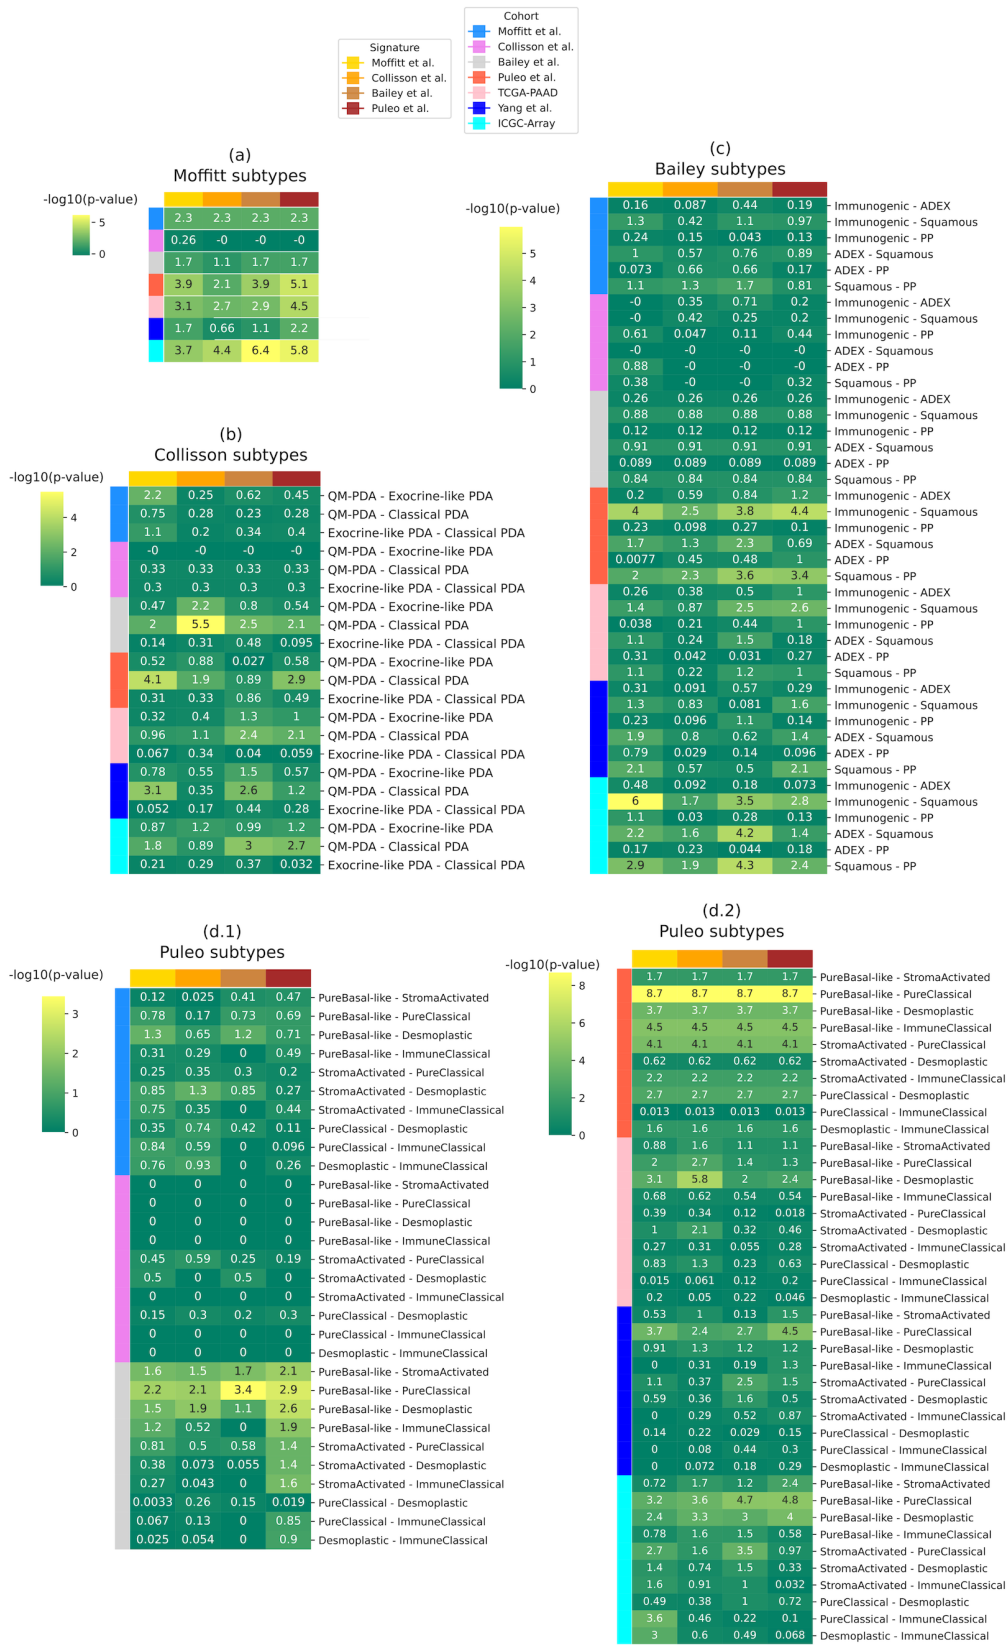 Signature
Moffitt et al.
Collisson et al.
Bailey et al.
Puleo et al.
Cohort
Moffitt et al.
Collisson et al.
Bailey et al.
Puleo et al.
TCGA-PAAD
Yang et al.
ICGC-Array
(a)
Moffitt subtypes
-log10(p-value)
5
0
2.3 2.3 2.3 2.3
0.26 -0 -0 -0
1.7 1.1 1.7 1.7
3.9 2.1 3.9 5.1
3.1 2.7 2.9 4.5
1.7 0.66 1.1 2.2
3.7 4.4 6.4 5.8
(b)
Collisson subtypes
-log10(p-value)
4
2
0
2.2 0.25 0.62 0.45 QM-PDA - Exocrine-like PDA
0.75 0.28 0.23 0.28 QM-PDA - Classical PDA
1.1 0.2 0.34 0.4 Exocrine-like PDA - Classical PDA
-0 -0 -0 -0 QM-PDA - Exocrine-like PDA
0.33 0.33 0.33 0.33 QM-PDA - Classical PDA
0.3 0.3 0.3 0.3 Exocrine-like PDA - Classical PDA
0.47 2.2 0.8 0.54 QM-PDA - Exocrine-like PDA
2 5.5 2.5 2.1 QM-PDA - Classical PDA
0.14 0.31 0.48 0.095 Exocrine-like PDA - Classical PDA
0.52 0.88 0.027 0.58 QM-PDA - Exocrine-like PDA
4.1 1.9 0.89 2.9 QM-PDA - Classical PDA
0.31 0.33 0.86 0.49 Exocrine-like PDA - Classical PDA
0.32 0.4 1.3 1 QM-PDA - Exocrine-like PDA
0.96 1.1 2.4 2.1 QM-PDA - Classical PDA
0.067 0.34 0.04 0.059 Exocrine-like PDA - Classical PDA
0.78 0.55 1.5 0.57 QM-PDA - Exocrine-like PDA
3.1 0.35 2.6 1.2 QM-PDA - Classical PDA
0.052 0.17 0.44 0.28 Exocrine-like PDA - Classical PDA
0.87 1.2 0.99 1.2 QM-PDA - Exocrine-like PDA
1.8 0.89 3 2.7 QM-PDA - Classical PDA
0.21 0.29 0.37 0.032 Exocrine-like PDA - Classical PDA
(c)
Bailey subtypes
-log10(p-value)
5
4
3
2
1
0
0.16 0.087 0.44 0.19 Immunogenic - ADEX
1.3 0.42 1.1 0.97 Immunogenic - Squamous
0.24 0.15 0.043 0.13 Immunogenic - PP
1 0.57 0.76 0.89 ADEX - Squamous
0.073 0.66 0.66 0.17 ADEX - PP
1.1 1.3 1.7 0.81 Squamous - PP
-0 0.35 0.71 0.2 Immunogenic - ADEX
-0 0.42 0.25 0.2 Immunogenic - Squamous
0.61 0.047 0.11 0.44 Immunogenic - PP
-0 -0 -0 -0 ADEX - Squamous
0.88 -0 -0 -0 ADEX - PP
0.38 -0 -0 0.32 Squamous - PP
0.26 0.26 0.26 0.26 Immunogenic - ADEX
0.88 0.88 0.88 0.88 Immunogenic - Squamous
0.12 0.12 0.12 0.12 Immunogenic - PP
0.91 0.91 0.91 0.91 ADEX - Squamous
0.089 0.089 0.089 0.089 ADEX - PP
0.84 0.84 0.84 0.84 Squamous - PP
0.2 0.59 0.84 1.2 Immunogenic - ADEX
4 2.5 3.8 4.4 Immunogenic - Squamous
0.23 0.098 0.27 0.1 Immunogenic - PP
1.7 1.3 2.3 0.69 ADEX - Squamous
0.0077 0.45 0.48 1 ADEX - PP
2 2.3 3.6 3.4 Squamous - PP
0.26 0.38 0.5 1 Immunogenic - ADEX
1.4 0.87 2.5 2.6 Immunogenic - Squamous
0.038 0.21 0.44 1 Immunogenic - PP
1.1 0.24 1.5 0.18 ADEX - Squamous
0.31 0.042 0.031 0.27 ADEX - PP
1.1 0.22 1.2 1 Squamous - PP
0.31 0.091 0.57 0.29 Immunogenic - ADEX
1.3 0.83 0.081 1.6 Immunogenic - Squamous
0.23 0.096 1.1 0.14 Immunogenic - PP
1.9 0.8 0.62 1.4 ADEX - Squamous
0.79 0.029 0.14 0.096 ADEX - PP
2.1 0.57 0.5 2.1 Squamous - PP
0.48 0.092 0.18 0.073 Immunogenic - ADEX
6 1.7 3.5 2.8 Immunogenic - Squamous
1.1 0.03 0.28 0.13 Immunogenic - PP
2.2 1.6 4.2 1.4 ADEX - Squamous
0.17 0.23 0.044 0.18 ADEX - PP
2.9 1.9 4.3 2.4 Squamous - PP
(d.1)
Puleo subtypes
-log10(p-value)
3
2
1
0
0.12 0.025 0.41 0.47 PureBasal-like - StromaActivated
0.78 0.17 0.73 0.69 PureBasal-like - PureClassical
1.3 0.65 1.2 0.71 PureBasal-like - Desmoplastic
0.31 0.29 0 0.49 PureBasal-like - ImmuneClassical
0.25 0.35 0.3 0.2 StromaActivated - PureClassical
0.85 1.3 0.85 0.27 StromaActivated - Desmoplastic
0.75 0.35 0 0.44 StromaActivated - ImmuneClassical
0.35 0.74 0.42 0.11 PureClassical - Desmoplastic
0.84 0.59 0 0.096 PureClassical - ImmuneClassical
0.76 0.93 0 0.26 Desmoplastic - ImmuneClassical
0 0 0 0 PureBasal-like - StromaActivated
0 0 0 0 PureBasal-like - PureClassical
0 0 0 0 PureBasal-like - Desmoplastic
0 0 0 0 PureBasal-like - ImmuneClassical
0.45 0.59 0.25 0.19 StromaActivated - PureClassical
0.5 0 0.5 0 StromaActivated - Desmoplastic
0 0 0 0 StromaActivated - ImmuneClassical
0.15 0.3 0.2 0.3 PureClassical - Desmoplastic
0 0 0 0 PureClassical - ImmuneClassical
0 0 0 0 Desmoplastic - ImmuneClassical
1.6 1.5 1.7 2.1 PureBasal-like - StromaActivated
2.2 2.1 3.4 2.9 PureBasal-like - PureClassical
1.5 1.9 1.1 2.6 PureBasal-like - Desmoplastic
1.2 0.52 0 1.9 PureBasal-like - ImmuneClassical
0.81 0.5 0.58 1.4 StromaActivated - PureClassical
0.38 0.073 0.055 1.4 StromaActivated - Desmoplastic
0.27 0.043 0 1.6 StromaActivated - ImmuneClassical
0.0033 0.26 0.15 0.019 PureClassical - Desmoplastic
0.067 0.13 0 0.85 PureClassical - ImmuneClassical
0.025 0.054 0 0.9 Desmoplastic - ImmuneClassical
(d.2)
Puleo subtypes
-log10(p-value)
8
6
4
2
0
1.7 1.7 1.7 1.7 PureBasal-like - StromaActivated
8.7 8.7 8.7 8.7 PureBasal-like - PureClassical
3.7 3.7 3.7 3.7 PureBasal-like - Desmoplastic
4.5 4.5 4.5 4.5 PureBasal-like - ImmuneClassical
4.1 4.1 4.1 4.1 StromaActivated - PureClassical
0.62 0.62 0.62 0.62 StromaActivated - Desmoplastic
2.2 2.2 2.2 2.2 StromaActivated - ImmuneClassical
2.7 2.7 2.7 2.7 PureClassical - Desmoplastic
0.013 0.013 0.013 0.013 PureClassical - ImmuneClassical
1.6 1.6 1.6 1.6 Desmoplastic - ImmuneClassical
0.88 1.6 1.1 1.1 PureBasal-like - StromaActivated
2 2.7 1.4 1.3 PureBasal-like - PureClassical
3.1 5.8 2 2.4 PureBasal-like - Desmoplastic
0.68 0.62 0.54 0.54 PureBasal-like - ImmuneClassical
0.39 0.34 0.12 0.018 StromaActivated - PureClassical
1 2.1 0.32 0.46 StromaActivated - Desmoplastic
0.27 0.31 0.055 0.28 StromaActivated - ImmuneClassical
0.83 1.3 0.23 0.63 PureClassical - Desmoplastic
0.015 0.061 0.12 0.2 PureClassical - ImmuneClassical
0.2 0.05 0.22 0.046 Desmoplastic - ImmuneClassical
0.53 1 0.13 1.5 PureBasal-like - StromaActivated
3.7 2.4 2.7 4.5 PureBasal-like - PureClassical
0.91 1.3 1.2 1.2 PureBasal-like - Desmoplastic
0 0.31 0.19 1.3 PureBasal-like - ImmuneClassical
1.1 0.37 2.5 1.5 StromaActivated - PureClassical
0.59 0.36 1.6 0.5 StromaActivated - Desmoplastic
0 0.29 0.52 0.87 StromaActivated - ImmuneClassical
0.14 0.22 0.029 0.15 PureClassical - Desmoplastic
0 0.08 0.44 0.3 PureClassical - ImmuneClassical
0 0.072 0.18 0.29 Desmoplastic - ImmuneClassical
0.72 1.7 1.2 2.4 PureBasal-like - StromaActivated
3.2 3.6 4.7 4.8 PureBasal-like - PureClassical
2.4 3.3 3 4 PureBasal-like - Desmoplastic
0.78 1.6 1.5 0.58 PureBasal-like - ImmuneClassical
2.7 1.6 3.5 0.97 StromaActivated - PureClassical
1.4 0.74 1.5 0.33 StromaActivated - Desmoplastic
1.6 0.91 1 0.032 StromaActivated - ImmuneClassical
0.49 0.38 1 0.72 PureClassical - Desmoplastic
3.6 0.46 0.22 0.1 PureClassical - ImmuneClassical
3 0.6 0.49 0.068 Desmoplastic - ImmuneClassical